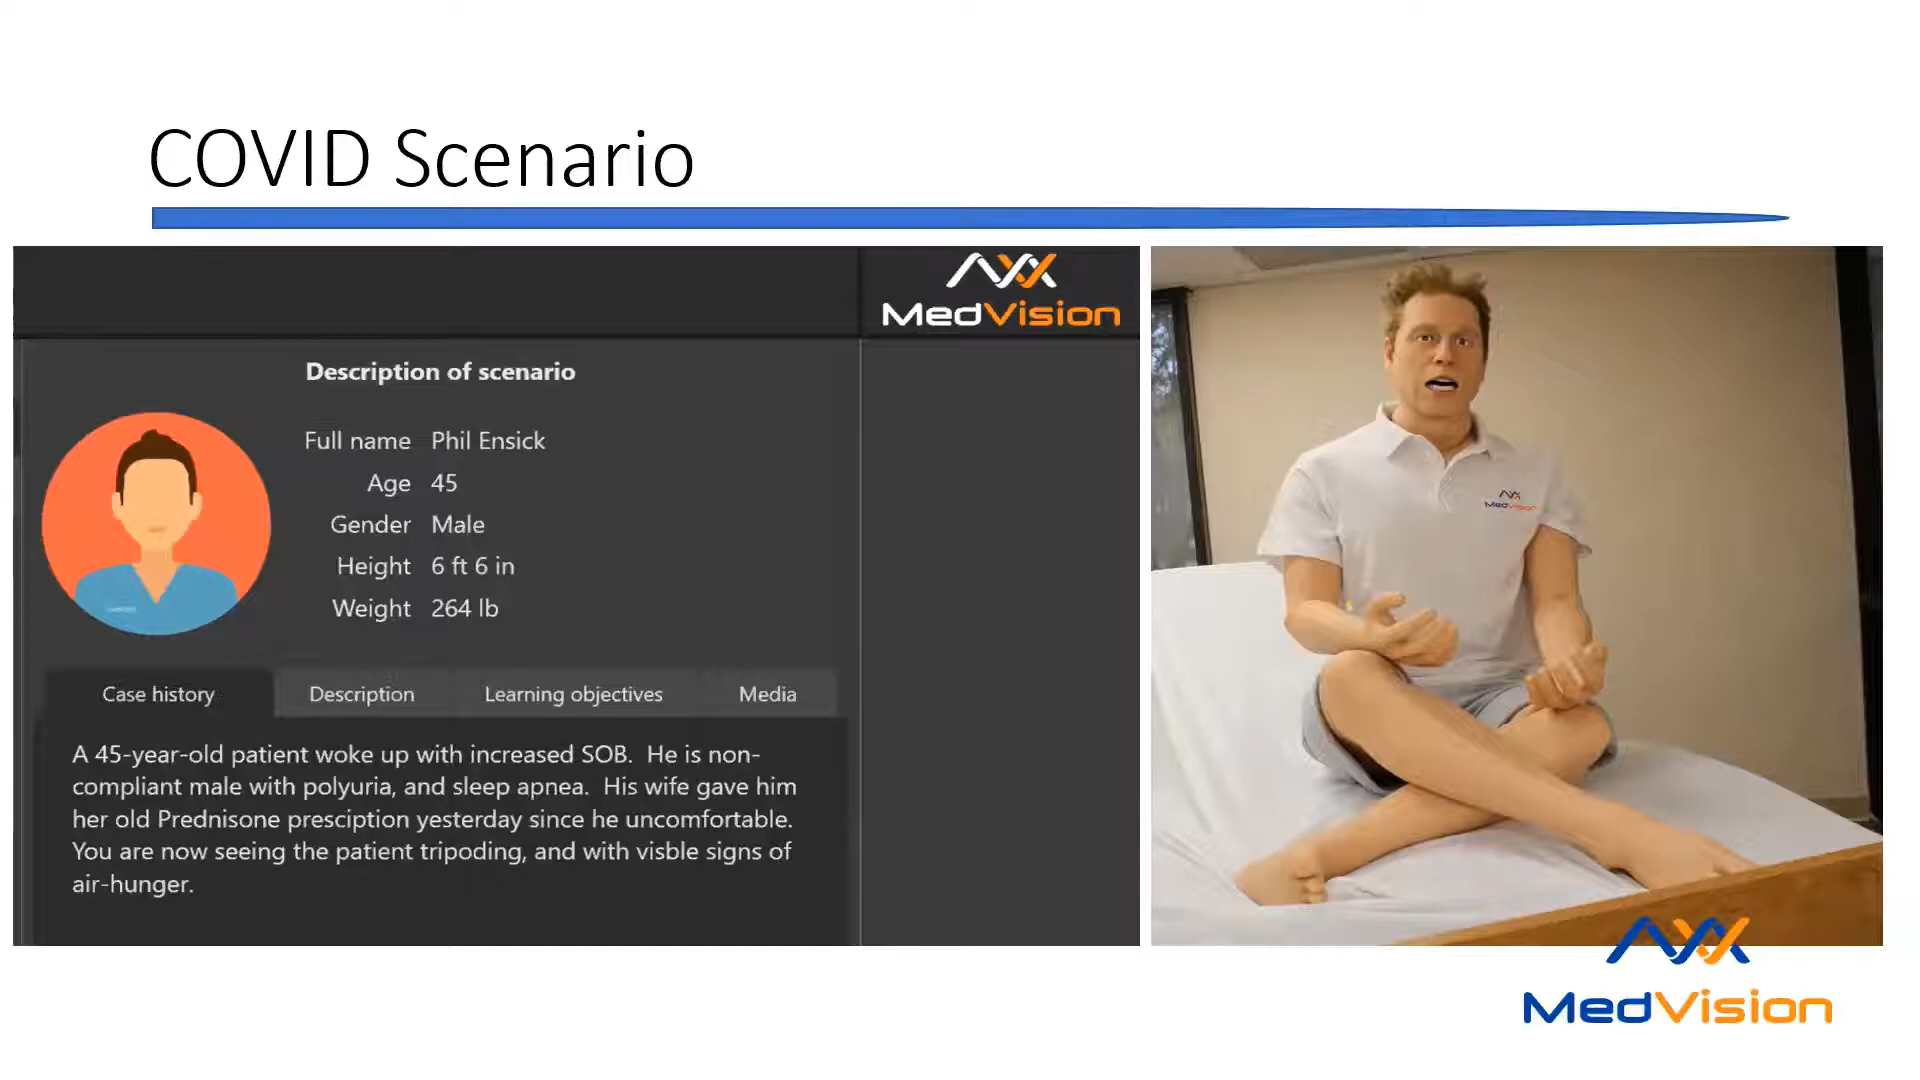 COVID Scenario
MedVision
Description of scenario
Full name Phil Ensick
Age 45
Gender Male
Height 6 ft 6 in
Weight 264 lb
Case history Description Learning objectives Media
A 45-year-old patient woke up with increased SOB. He is non-
compliant male with polyuria, and sleep apnea. His wife gave him
her old Prednisone presciption yesterday since he uncomfortable.
You are now seeing the patient tripoding, and with visble signs of
air-hunger.
MedVision
MedVision